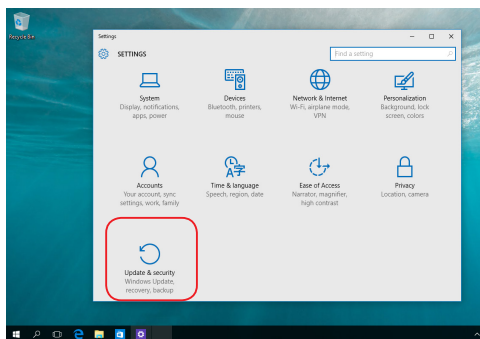 Recycle Bin
Settings
SETTINGS
Find a setting
System
Display, notifications,
apps, power
Devices
Bluetooth, printers,
mouse
Network & Internet
Wi-Fi, airplane mode,
VPN
Personalization
Background, lock
screen, colors
Accounts
Your account, sync
settings, work, family
Time & language
Speech, region, date
Ease of Access
Narrator, magnifier,
high contrast
Privacy
Location, camera
Update & security
Windows Update,
recovery, backup